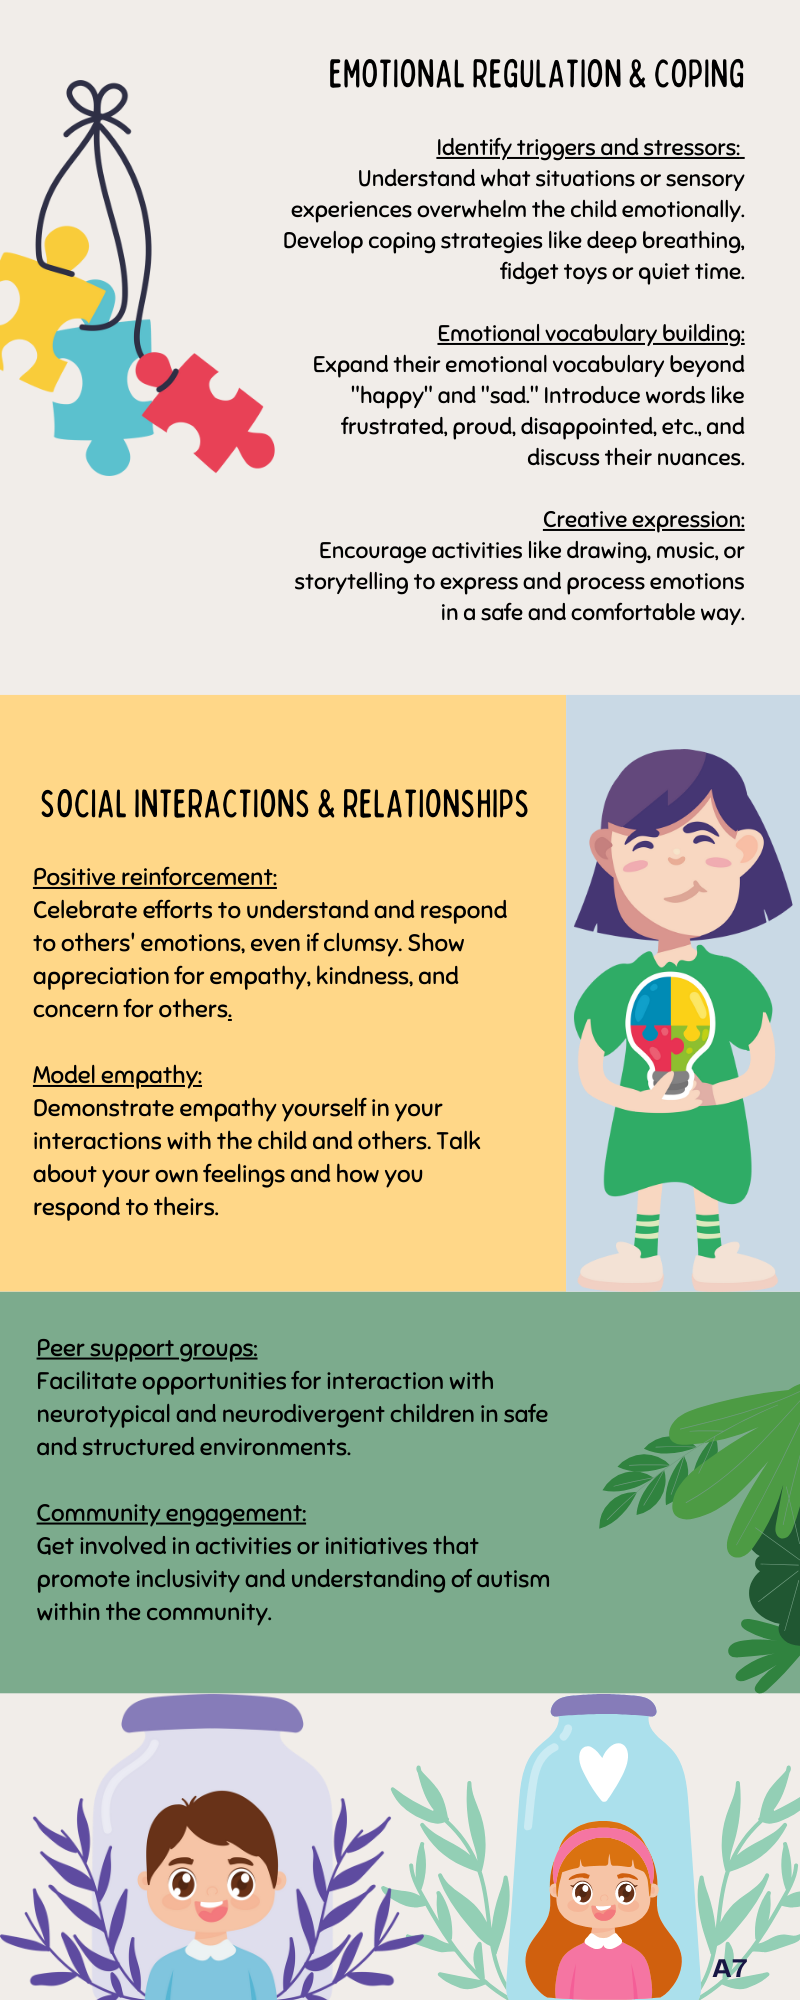 EMOTIONAL REGULATION & COPING
Identify triggers and stressors:
Understand what situations or sensory
experiences overwhelm the child emotionally.
Develop coping strategies like deep breathing,
fidget toys or quiet time.
Emotional vocabulary building:
Expand their emotional vocabulary beyond
"happy" and "sad." Introduce words like
frustrated, proud, disappointed, etc., and
discuss their nuances.
Creative expression:
Encourage activities like drawing, music, or
storytelling to express and process emotions
in a safe and comfortable way.
SOCIAL INTERACTIONS & RELATIONSHIPS
Positive reinforcement:
Celebrate efforts to understand and respond
to others' emotions, even if clumsy. Show
appreciation for empathy, kindness, and
concern for others.
Model empathy:
Demonstrate empathy yourself in your
interactions with the child and others. Talk
about your own feelings and how you
respond to theirs.
Peer support groups:
Facilitate opportunities for interaction with
neurotypical and neurodivergent children in safe
and structured environments.
Community engagement:
Get involved in activities or initiatives that
promote inclusivity and understanding of autism
within the community.
A7